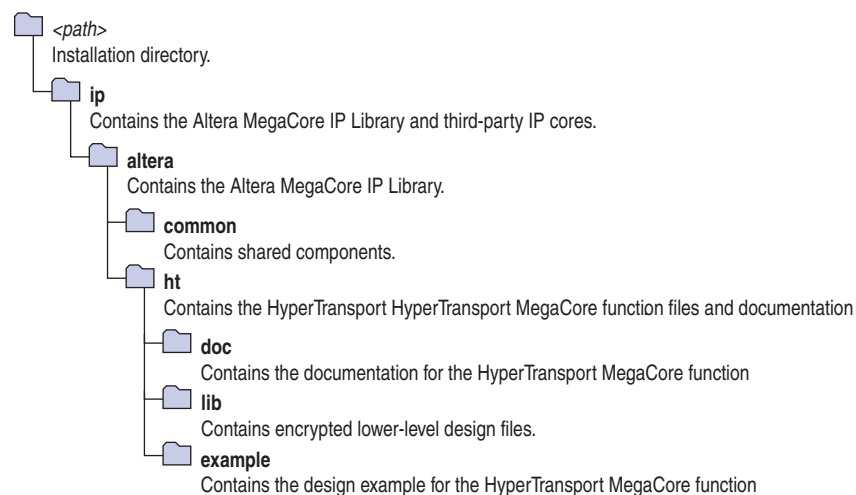 <path>
Installation directory.
ip
Contains the Altera MegaCore IP Library and third-party IP cores.
altera
Contains the Altera MegaCore IP Library.
common
Contains shared components.
ht
Contains the HyperTransport HyperTransport MegaCore function files and documentation
doc
Contains the documentation for the HyperTransport MegaCore function
lib
Contains encrypted lower-level design files.
example
Contains the design example for the HyperTransport MegaCore function